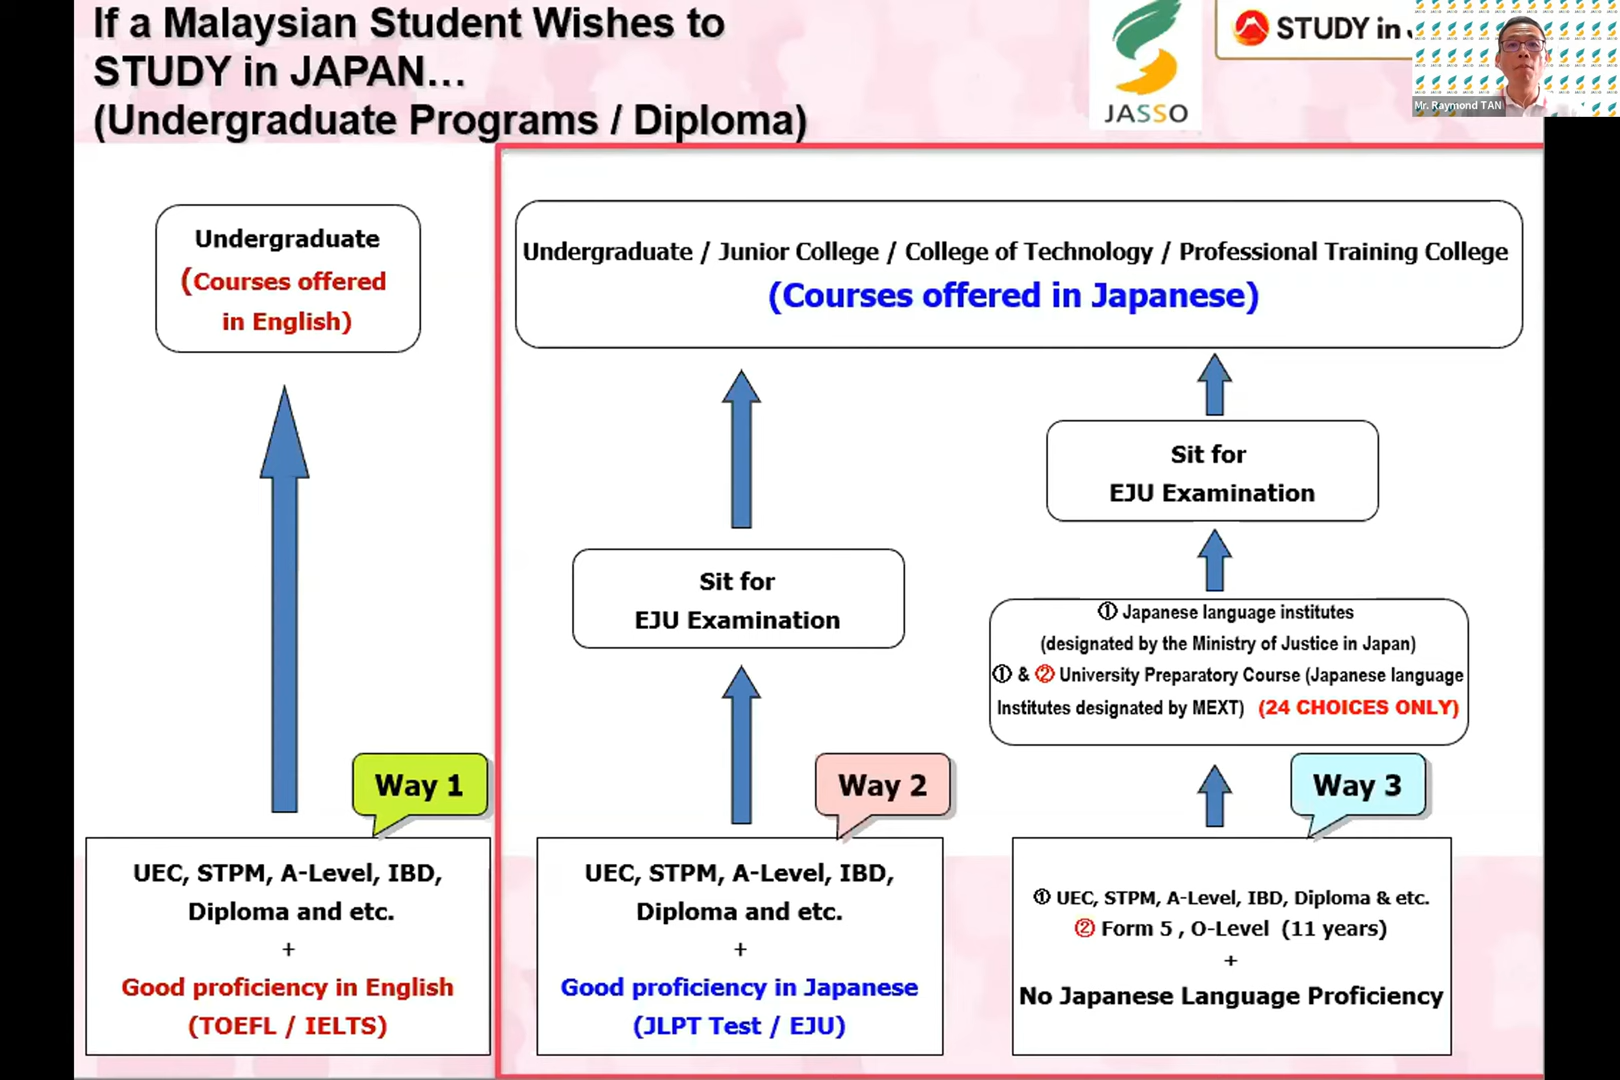 If a Malaysian Student Wishes to
STUDY in JAPAN...
(Undergraduate Programs / Diploma)
JASSO
STUDY in
Mr. Raymond TAN
Undergraduate
(Courses offered
in English)
Undergraduate / Junior College / College of Technology / Professional Training College
(Courses offered in Japanese)
Sit for
EJU Examination
Sit for
EJU Examination
① Japanese language institutes
(designated by the Ministry of Justice in Japan)
① & ② University Preparatory Course (Japanese language
Institutes designated by MEXT) (24 CHOICES ONLY)
Way 1
Way 2
Way 3
UEC, STPM, A-Level, IBD,
Diploma and etc.
+
Good proficiency in English
(TOEFL / IELTS)
UEC, STPM, A-Level, IBD,
Diploma and etc.
+
Good proficiency in Japanese
(JLPT Test / EJU)
① UEC, STPM, A-Level, IBD, Diploma & etc.
② Form 5 , O-Level (11 years)
+
No Japanese Language Proficiency